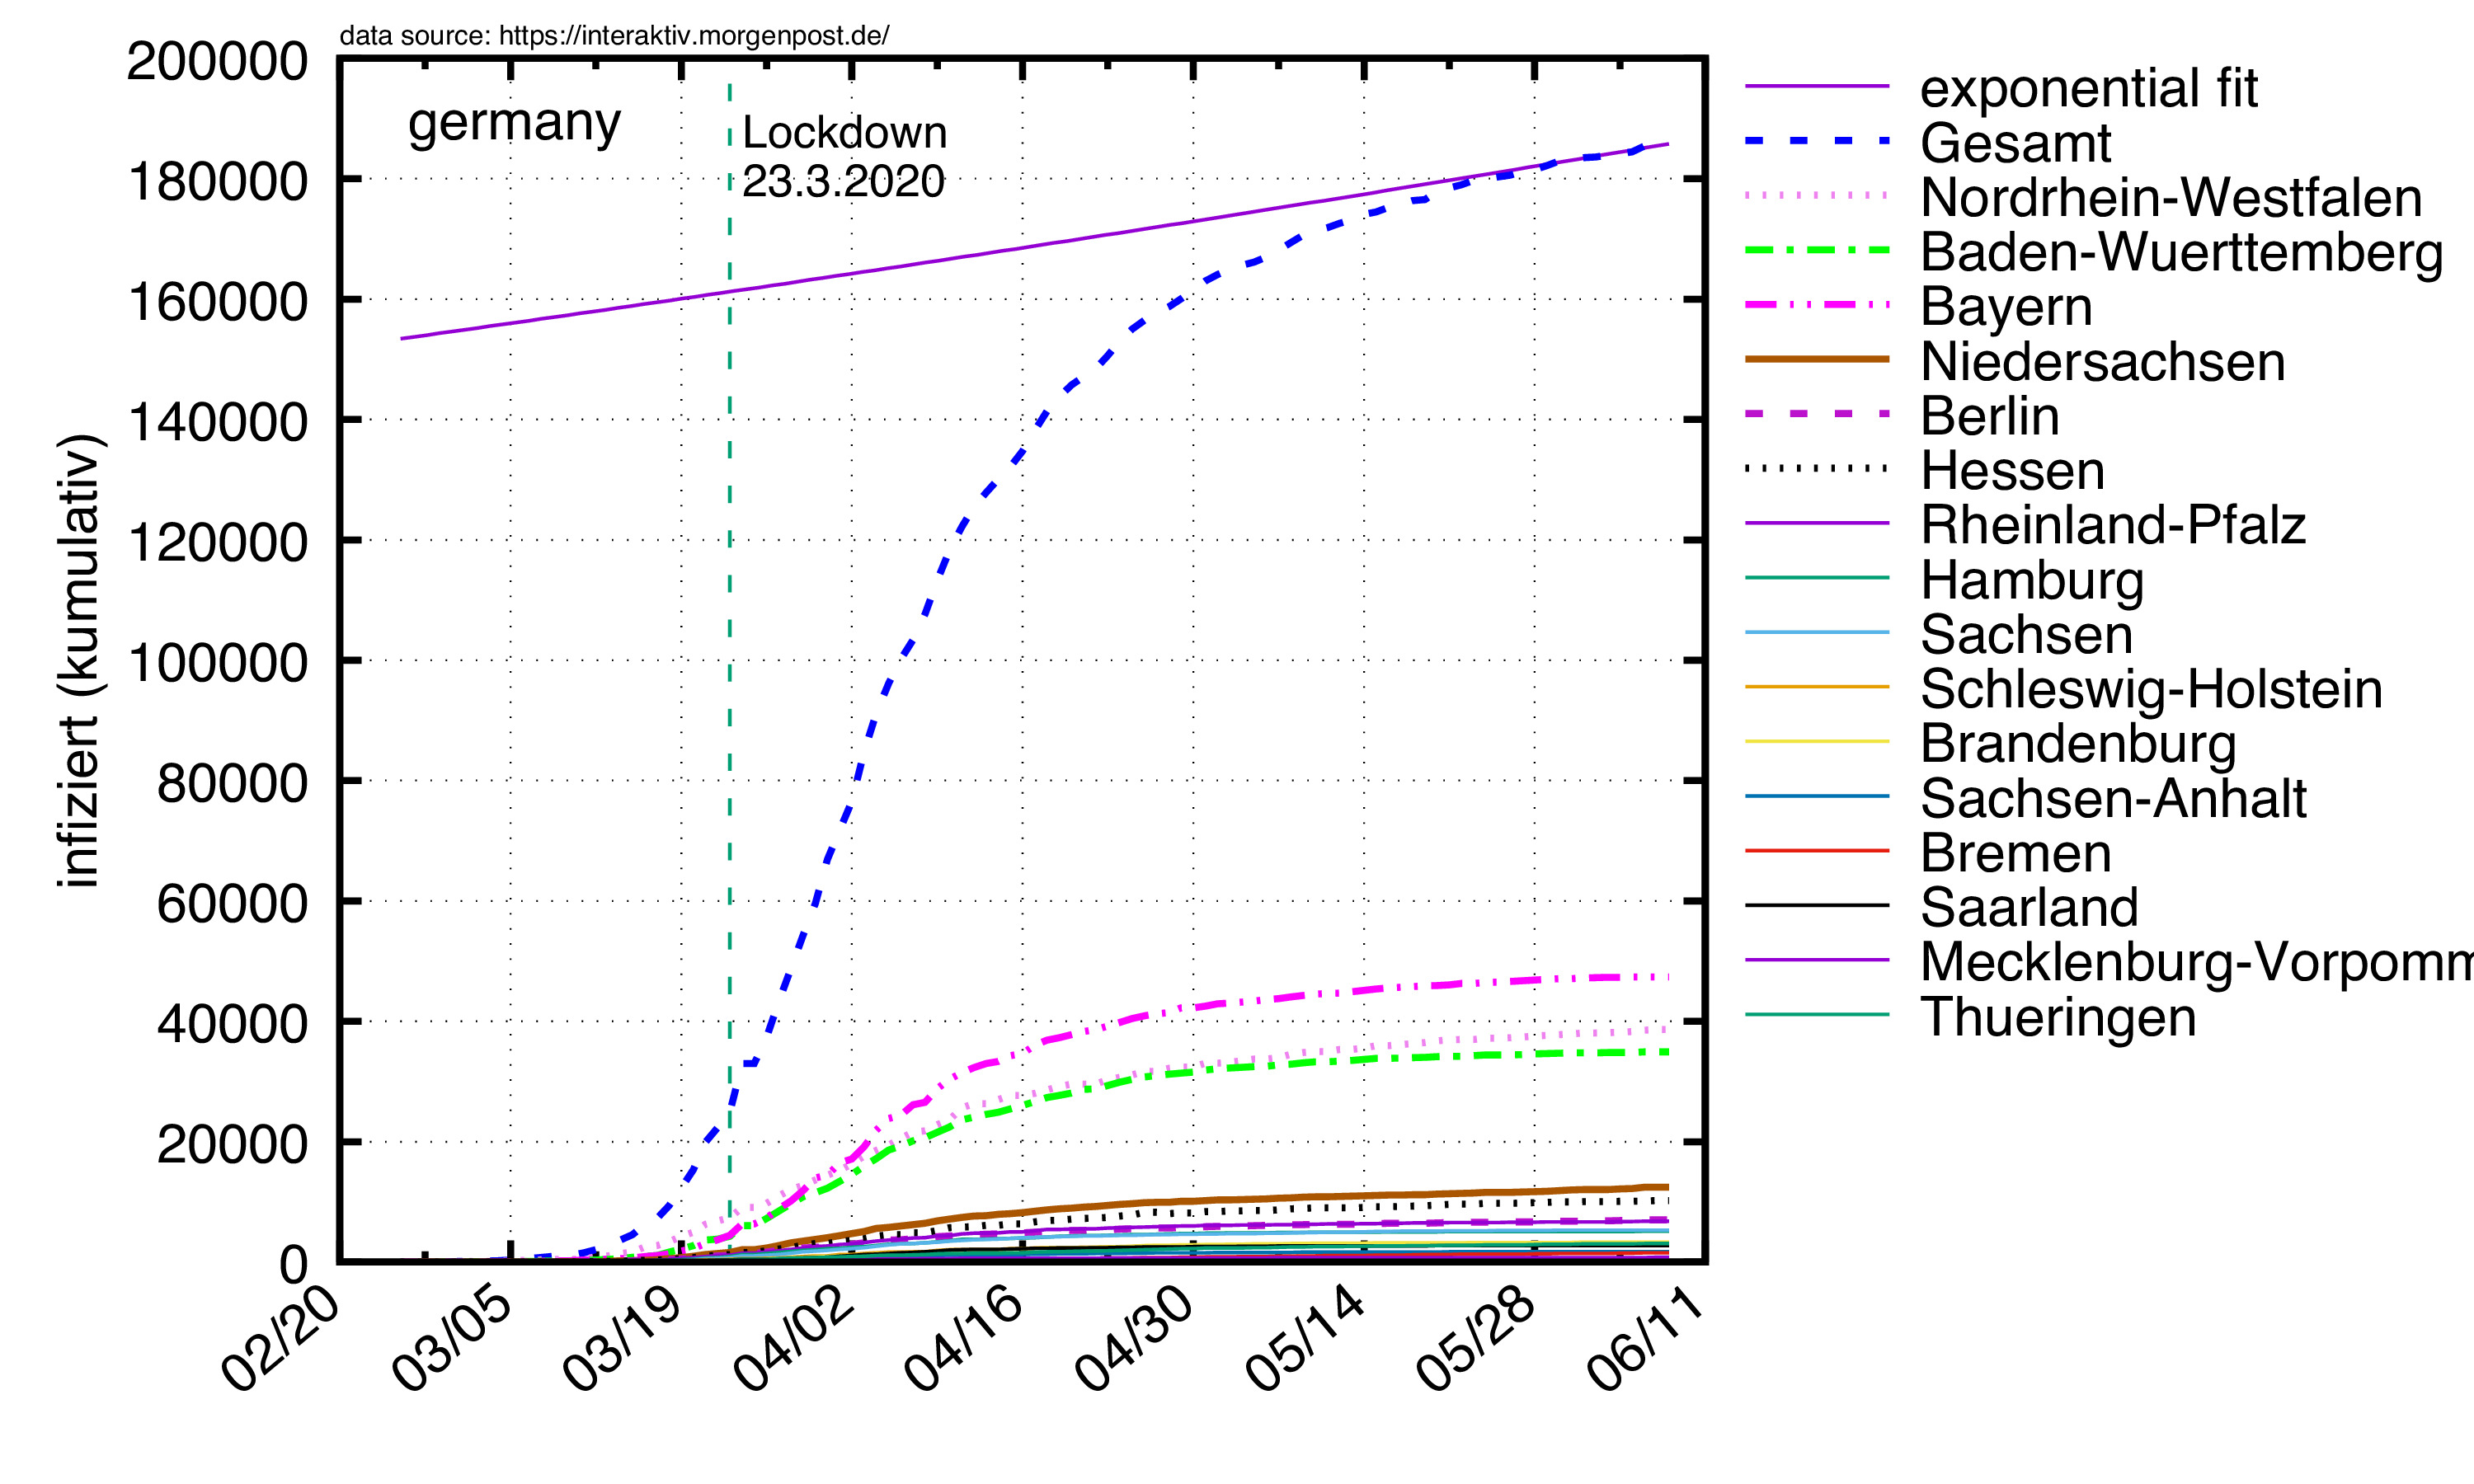 data source: https://interaktiv.morgenpost.de/
200000
180000
160000
140000
120000
100000
80000
60000
40000
20000
0
infiziert (kumulativ)
germany
Lockdown
23.3.2020
02/20
03/05
03/19
04/02
04/16
04/30
05/14
05/28
06/11
exponential fit
Gesamt
Nordrhein-Westfalen
Baden-Wuerttemberg
Bayern
Niedersachsen
Berlin
Hessen
Rheinland-Pfalz
Hamburg
Sachsen
Schleswig-Holstein
Brandenburg
Sachsen-Anhalt
Bremen
Saarland
Mecklenburg-Vorpomm
Thueringen